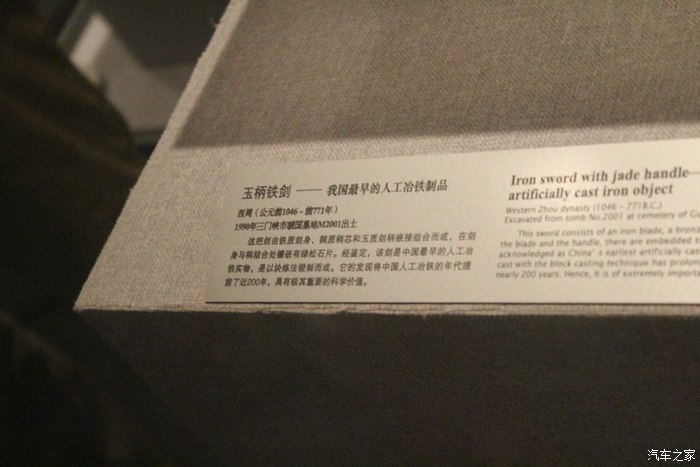 玉柄铁剑 —— 我国最早的人工冶铁制品
西周（公元前1046－前771年）
1990年三门峡市虢国墓地M2001出土
这把剑由铁质剑身、铜质柄芯和玉质剑柄嵌接组合而成，在剑
身与柄结合处镶嵌有绿松石片。经鉴定，该剑是中国最早的人工冶
铁实物，是以块炼法锻制而成。它的发现将中国人工冶铁的年代提
前了近200年，具有极其重要的科学价值。
Iron sword with jade handle—
artificially cast iron object
Western Zhou dynasty (1046 – 771B.C.)
Excavated from tomb No.2001 at cemetery of G
This sword consists of an iron blade, a bronz
the blade and the handle, there are embedded
acknowledged as China's earliest artificially cas
cast with the block casting technique has prolong
nearly 200 years. Hence, it is of extremely import
汽车之家